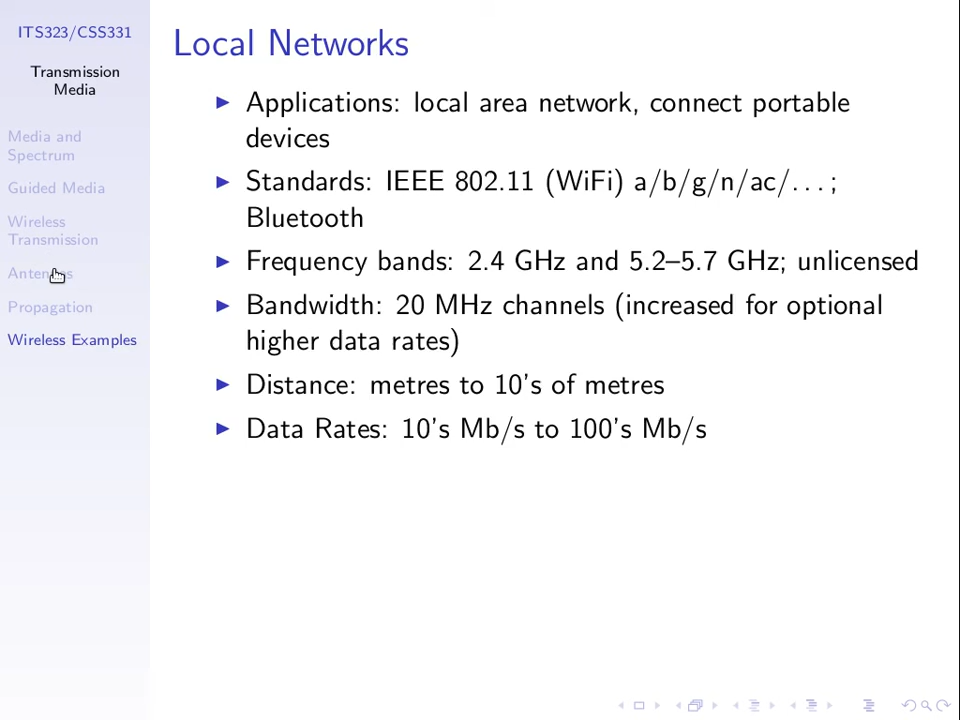 ITS323/CSS331
Transmission
Media
Media and
Spectrum
Guided Media
Wireless
Transmission
Antennas
Propagation
Wireless Examples
Local Networks
Applications: local area network, connect portable
devices
Standards: IEEE 802.11 (WiFi) a/b/g/n/ac/. . . ;
Bluetooth
Frequency bands: 2.4 GHz and 5.2–5.7 GHz; unlicensed
Bandwidth: 20 MHz channels (increased for optional
higher data rates)
Distance: metres to 10's of metres
Data Rates: 10's Mb/s to 100's Mb/s